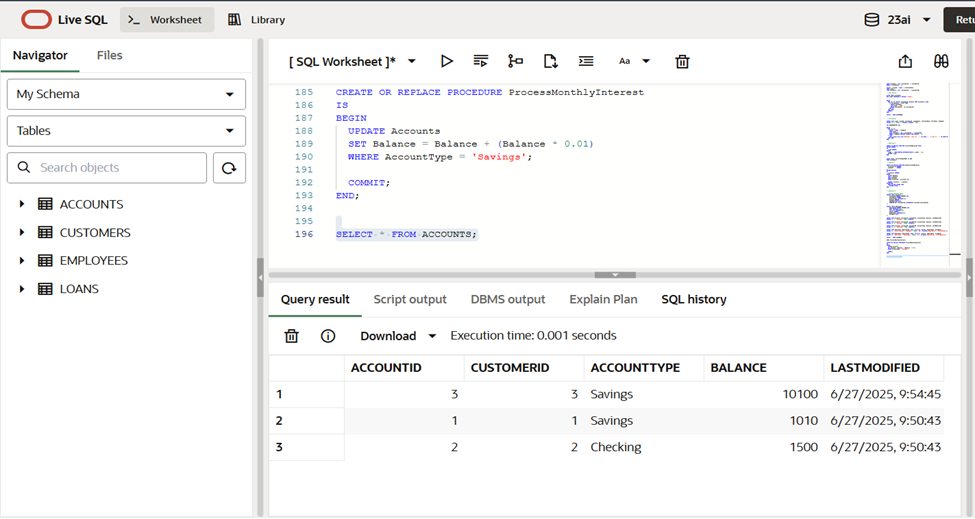 Live SQL
>_ Worksheet
Library
23ai
Navigator
Files
My Schema
Tables
Search objects
ACCOUNTS
CUSTOMERS
EMPLOYEES
LOANS
[ SQL Worksheet ]*
Aa
185 CREATE OR REPLACE PROCEDURE ProcessMonthlyInterest
186 IS
187 BEGIN
188 UPDATE Accounts
189 SET Balance = Balance + (Balance * 0.01)
190 WHERE AccountType = 'Savings';
191
192 COMMIT;
193 END;
194
195
196 SELECT * FROM ACCOUNTS;
Query result Script output DBMS output Explain Plan SQL history
Download Execution time: 0.001 seconds
ACCOUNTID CUSTOMERID ACCOUNTTYPE BALANCE LASTMODIFIED
1 3 3 Savings 10100 6/27/2025, 9:54:45
2 1 1 Savings 1010 6/27/2025, 9:50:43
3 2 2 Checking 1500 6/27/2025, 9:50:43